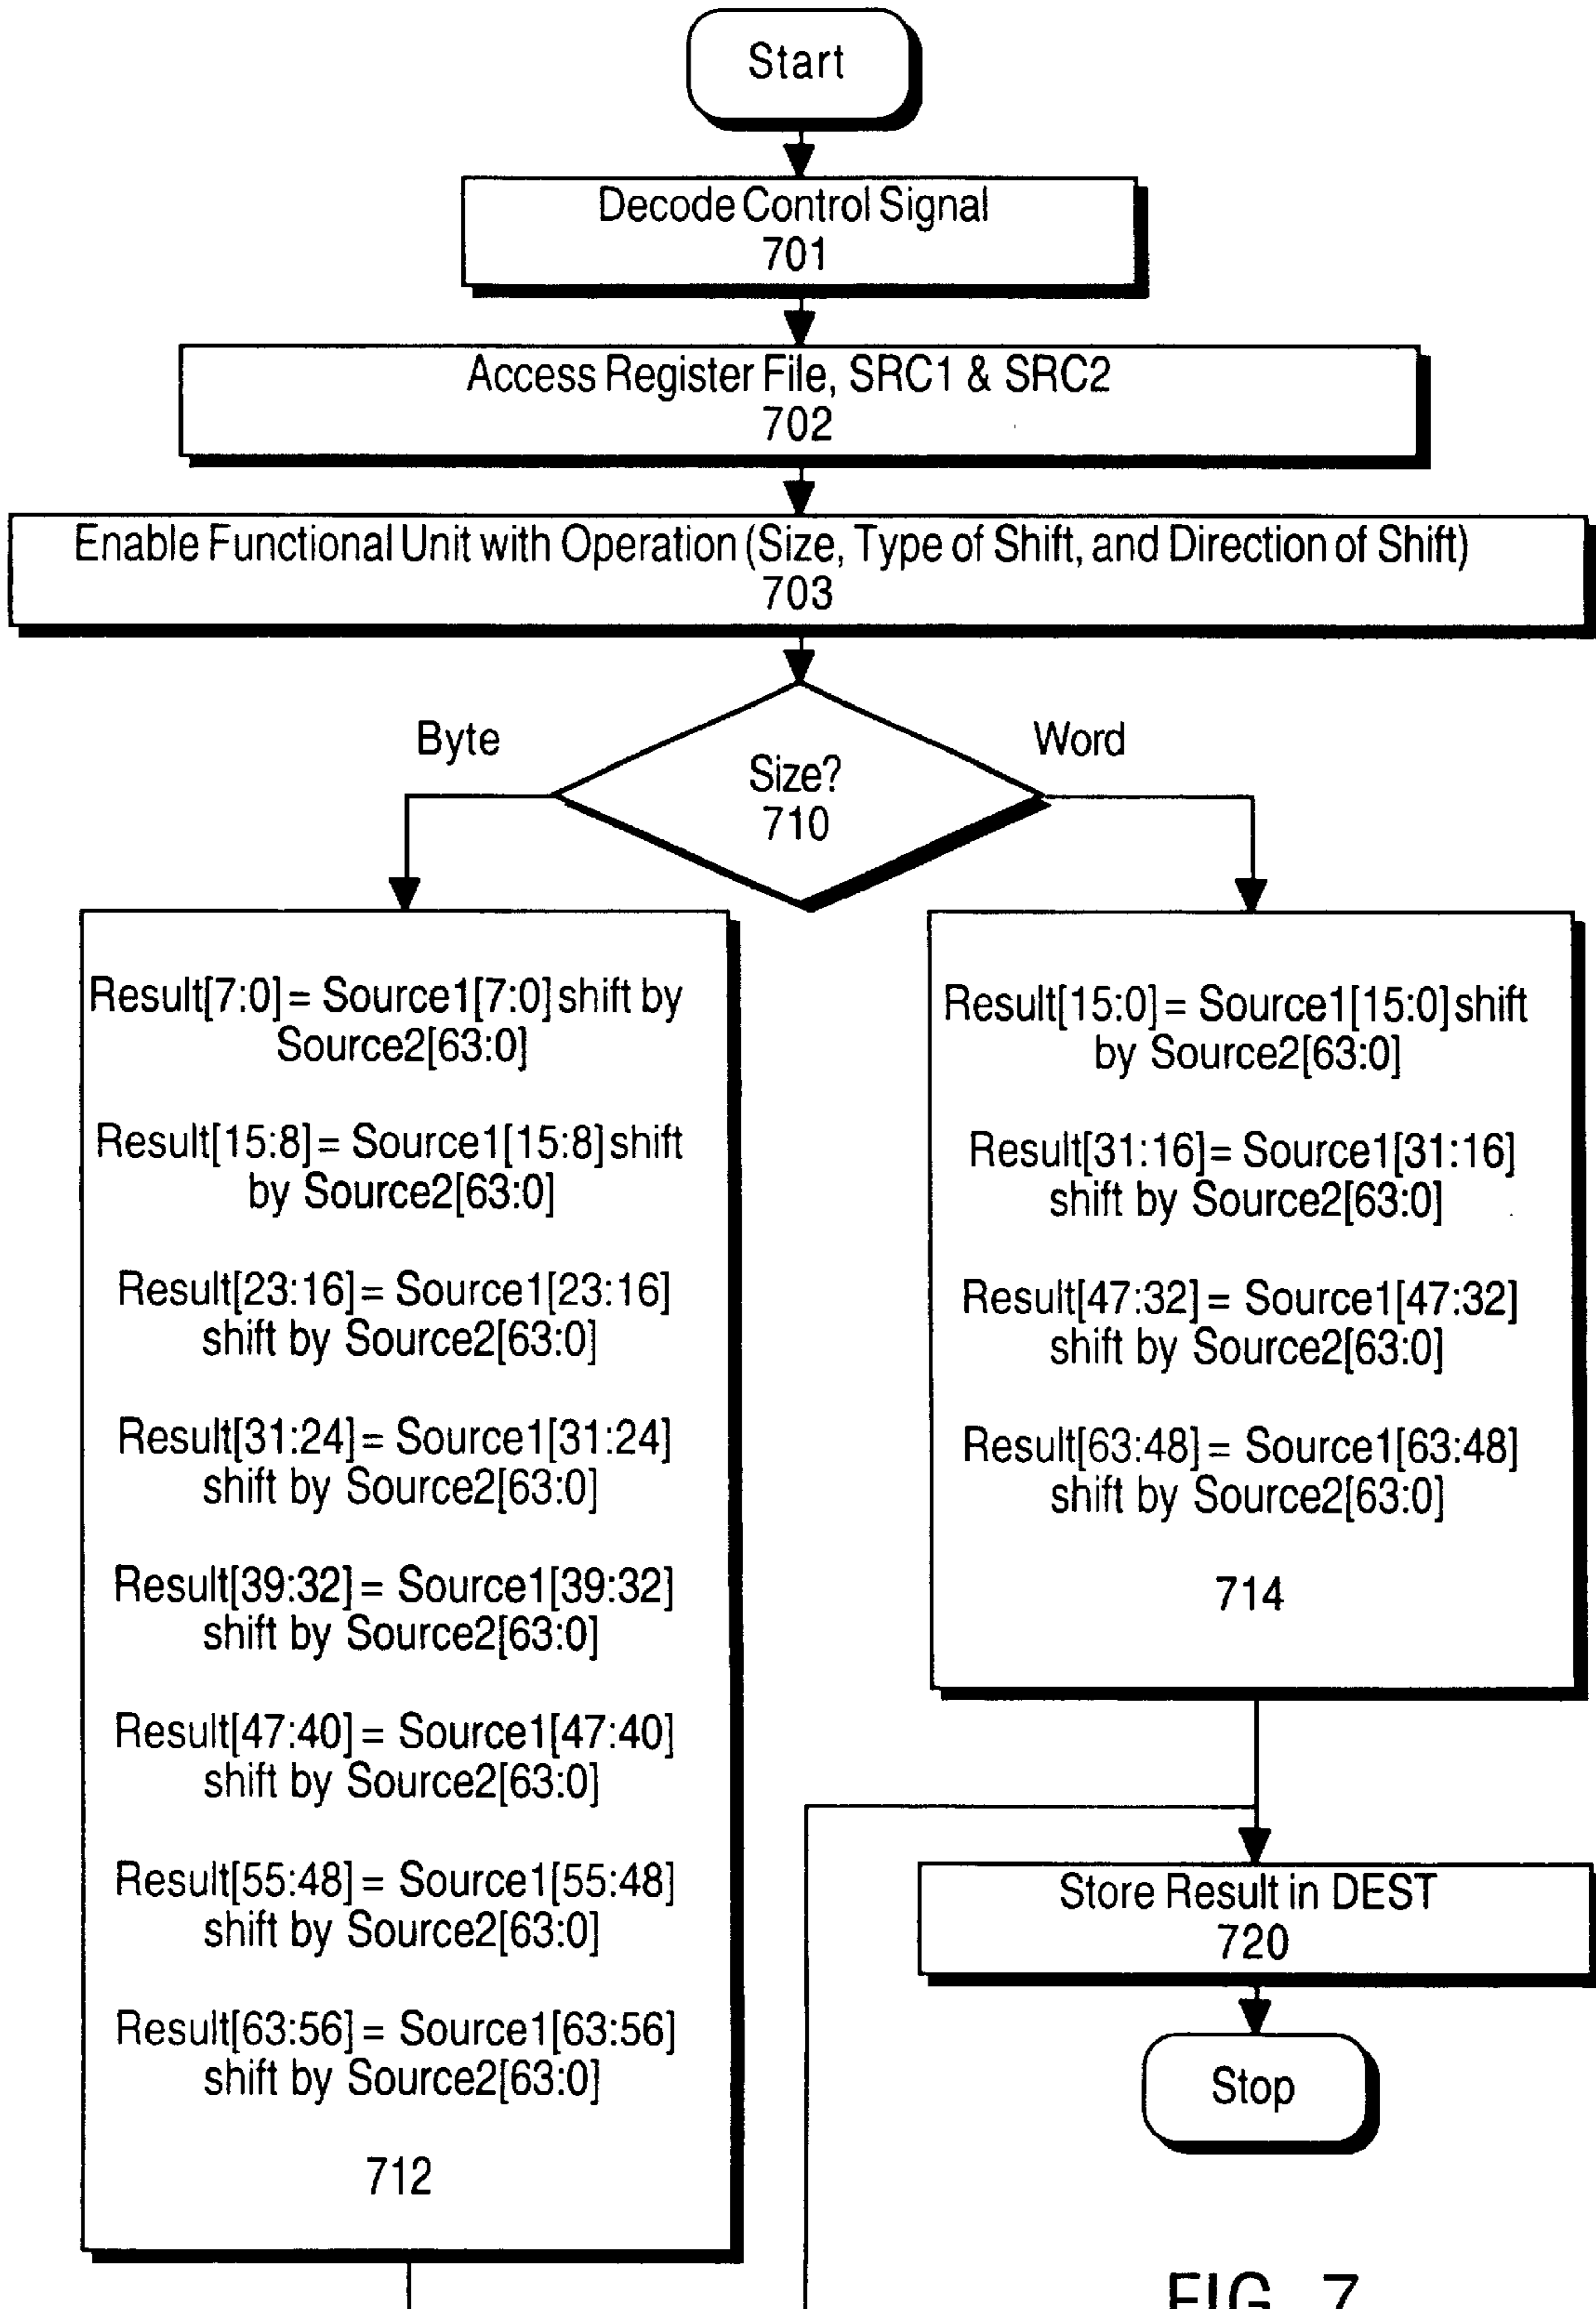 Start
Decode Control Signal
701
Access Register File, SRC1 & SRC2
702
Enable Functional Unit with Operation (Size, Type of Shift, and Direction of Shift)
703
Byte
Word
Size?
710
Result[7:0] = Source1[7:0] shift by
Source2[63:0]
Result[15:8] = Source1[15:8] shift
by Source2[63:0]
Result[23:16] = Source1[23:16]
shift by Source2[63:0]
Result[31:24] = Source1[31:24]
shift by Source2[63:0]
Result[39:32] = Source1[39:32]
shift by Source2[63:0]
Result[47:40] = Source1[47:40]
shift by Source2[63:0]
Result[55:48] = Source1[55:48]
shift by Source2[63:0]
Result[63:56] = Source1[63:56]
shift by Source2[63:0]
712
Result[15:0] = Source1[15:0] shift
by Source2[63:0]
Result[31:16] = Source1[31:16]
shift by Source2[63:0]
Result[47:32] = Source1[47:32]
shift by Source2[63:0]
Result[63:48] = Source1[63:48]
shift by Source2[63:0]
714
Store Result in DEST
720
Stop
FIG. 7